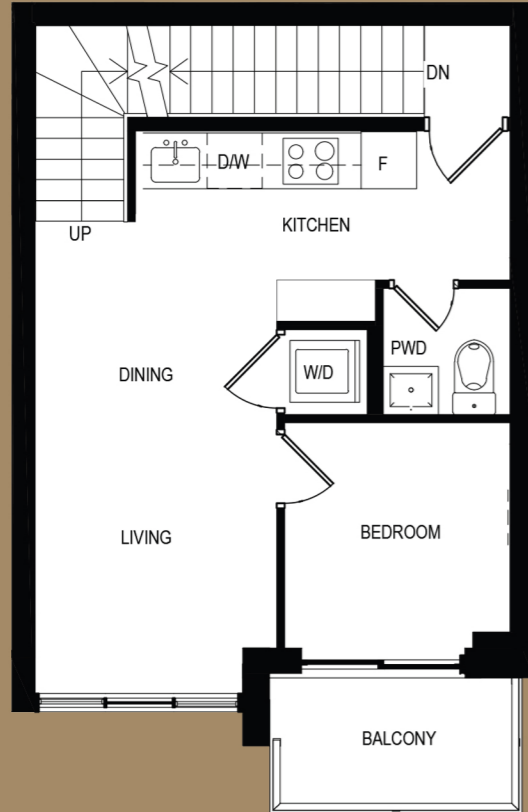 DN
D/W
F
UP
KITCHEN
PWD
DINING
W/D
LIVING
BEDROOM
BALCONY